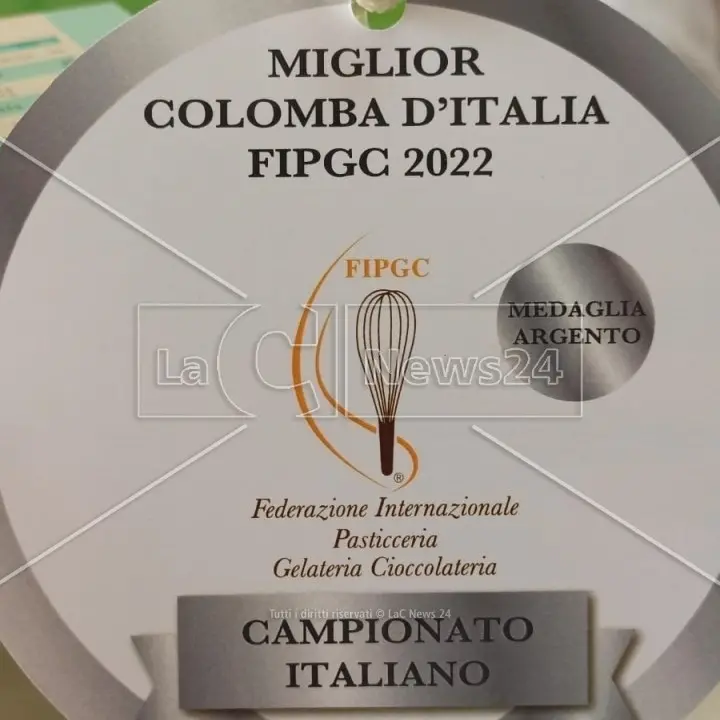 MIGLIOR
COLOMBA D'ITALIA
FIPGC 2022
FIPGC
MEDAGLIA
ARGENTO
LaC News24
®
Federazione Internazionale
Pasticceria
Gelateria Cioccolateria
Tutti i diritti riservati © LaC News 24
CAMPIONATO
ITALIANO